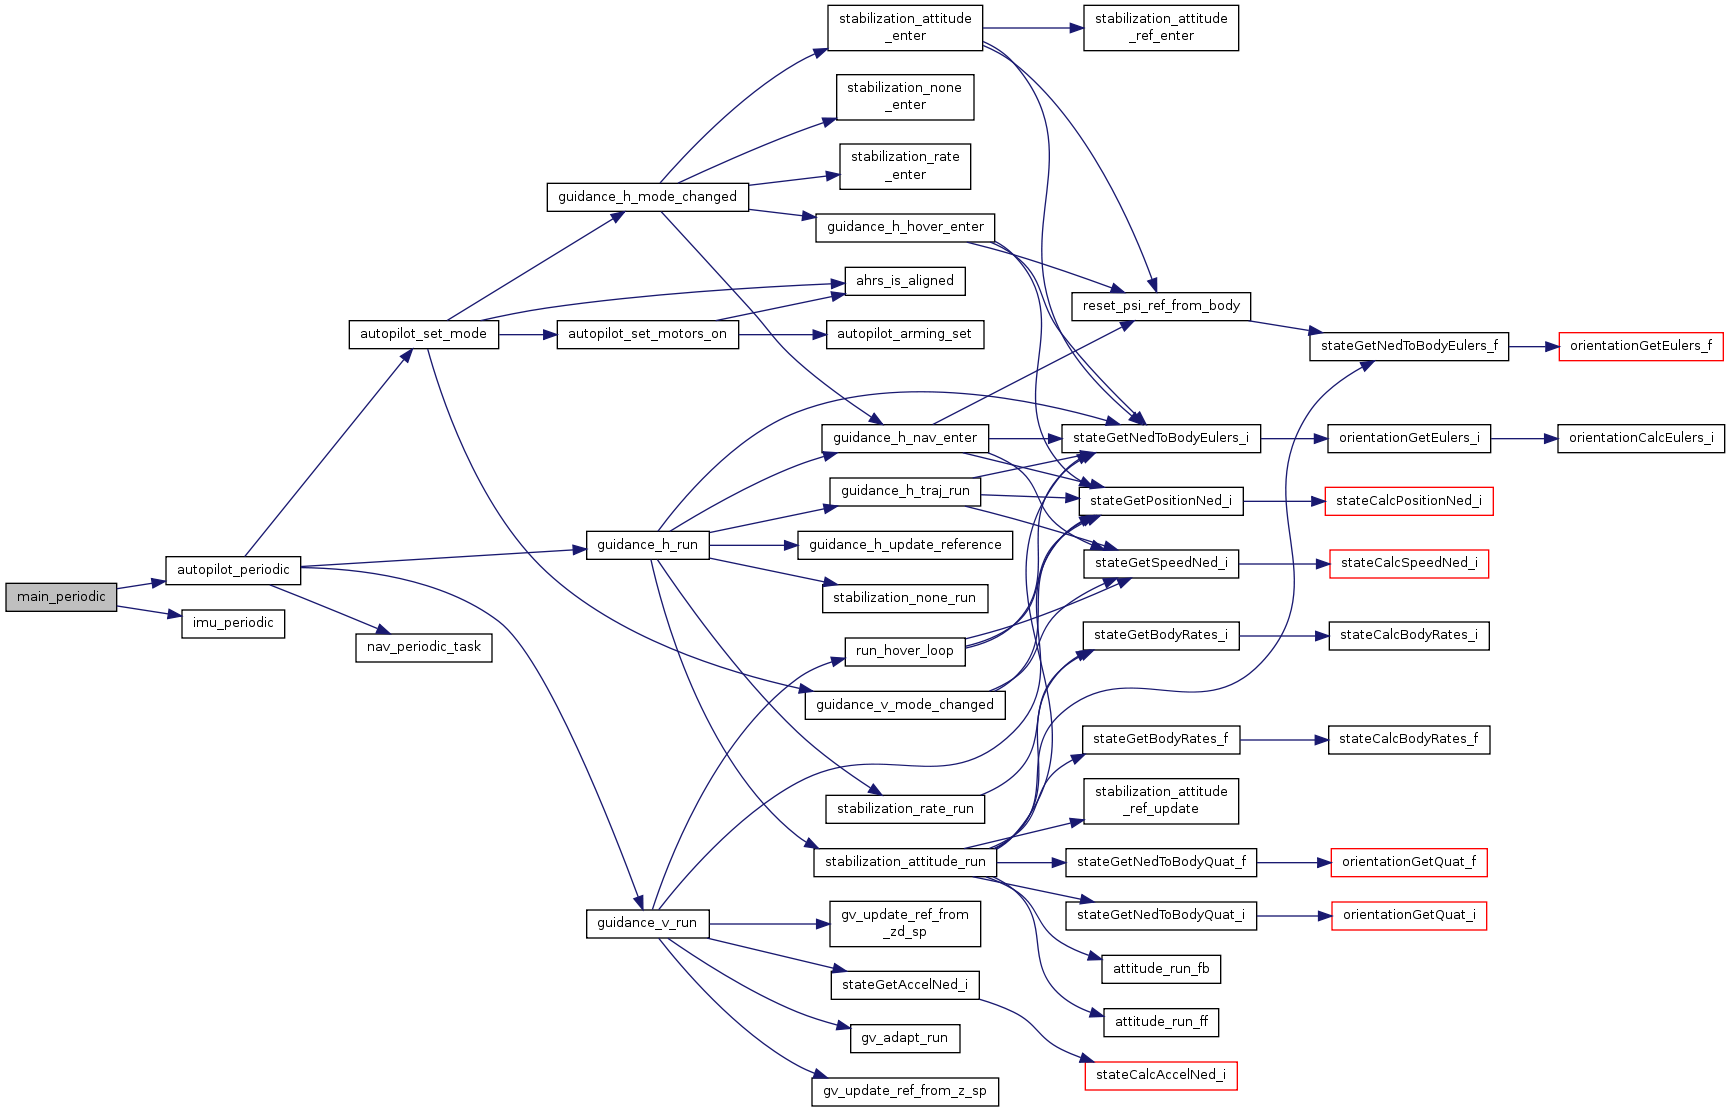 main_periodic
autopilot_periodic
imu_periodic
autopilot_set_mode
nav_periodic_task
guidance_h_mode_changed
autopilot_set_motors_on
guidance_h_run
guidance_v_run
stabilization_attitude
_enter
stabilization_none
_enter
stabilization_rate
_enter
guidance_h_hover_enter
ahrs_is_aligned
autopilot_arming_set
guidance_h_nav_enter
guidance_h_traj_run
guidance_h_update_reference
stabilization_none_run
run_hover_loop
guidance_v_mode_changed
stabilization_rate_run
stabilization_attitude_run
gv_update_ref_from
_zd_sp
stateGetAccelNed_i
gv_adapt_run
gv_update_ref_from_z_sp
stabilization_attitude
_ref_enter
reset_psi_ref_from_body
stateGetNedToBodyEulers_i
stateGetPositionNed_i
stateGetSpeedNed_i
stateGetBodyRates_i
stateGetBodyRates_f
stabilization_attitude
_ref_update
stateGetNedToBodyQuat_f
stateGetNedToBodyQuat_i
attitude_run_fb
attitude_run_ff
stateCalcAccelNed_i
stateGetNedToBodyEulers_f
orientationGetEulers_i
stateCalcPositionNed_i
stateCalcSpeedNed_i
stateCalcBodyRates_i
stateCalcBodyRates_f
orientationGetQuat_f
orientationGetQuat_i
orientationGetEulers_f
orientationCalcEulers_i